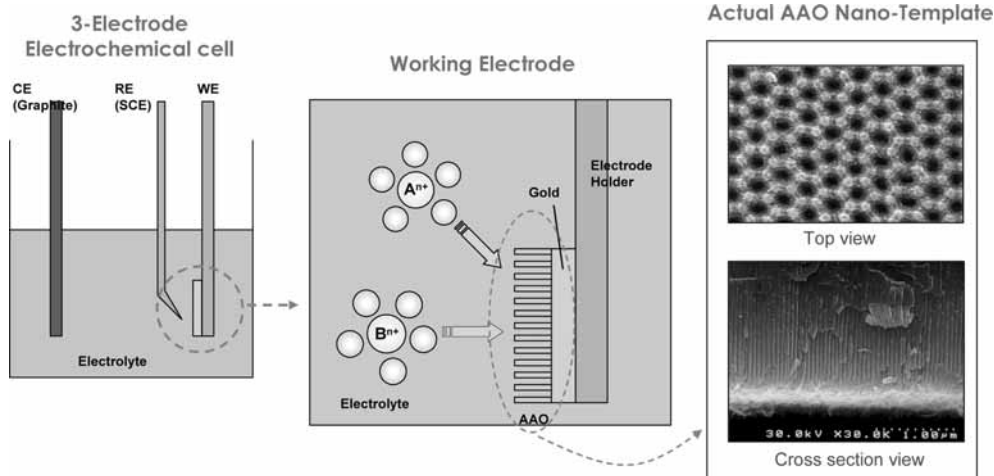 3-Electrode
Electrochemical cell
CE
(Graphite)
RE
(SCE)
WE
Electrolyte
Working Electrode
Aⁿ⁺
Bⁿ⁺
Electrode
Holder
Gold
Electrolyte
AAO
Actual AAO Nano-Template
Top view
30.0kV X30.0K 1.00µm
Cross section view